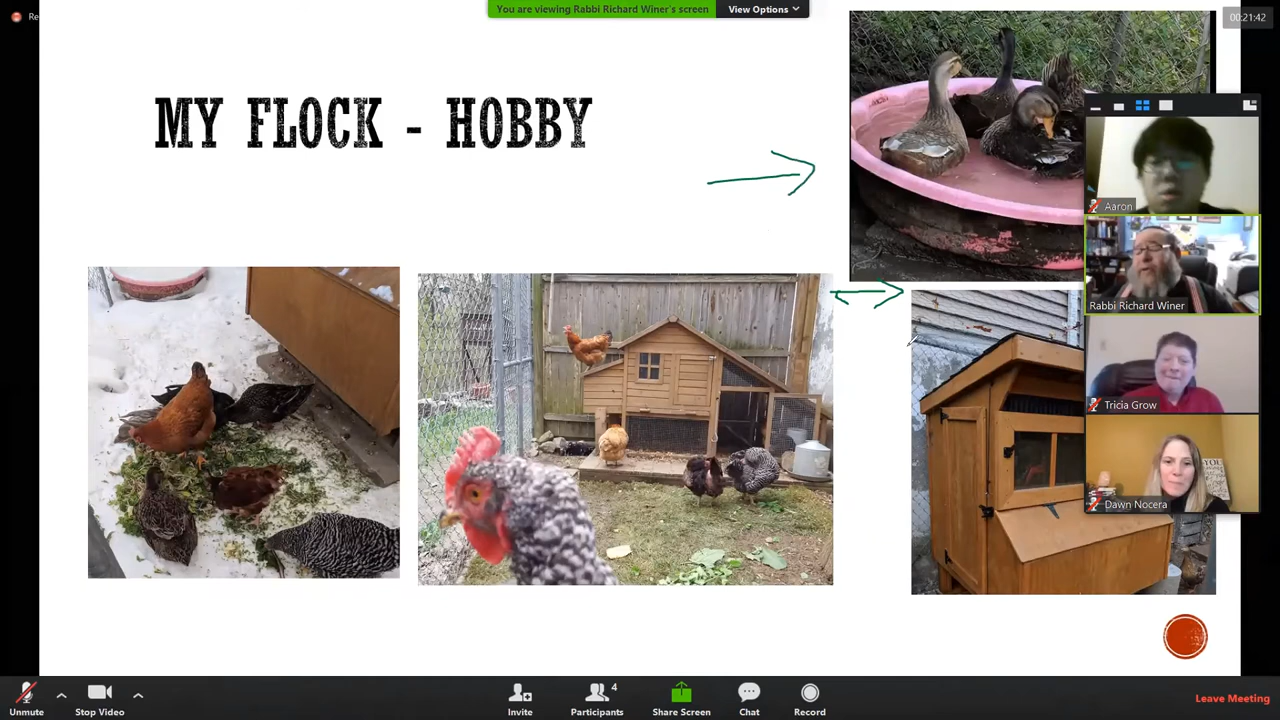 Re
You are viewing Rabbi Richard Winer's screen
View Options
00:21:42
MY FLOCK - HOBBY
Aaron
Rabbi Richard Winer
Tricia Grow
Dawn Nocera
Unmute
Stop Video
Invite
4
Participants
Share Screen
Chat
Record
Leave Meeting